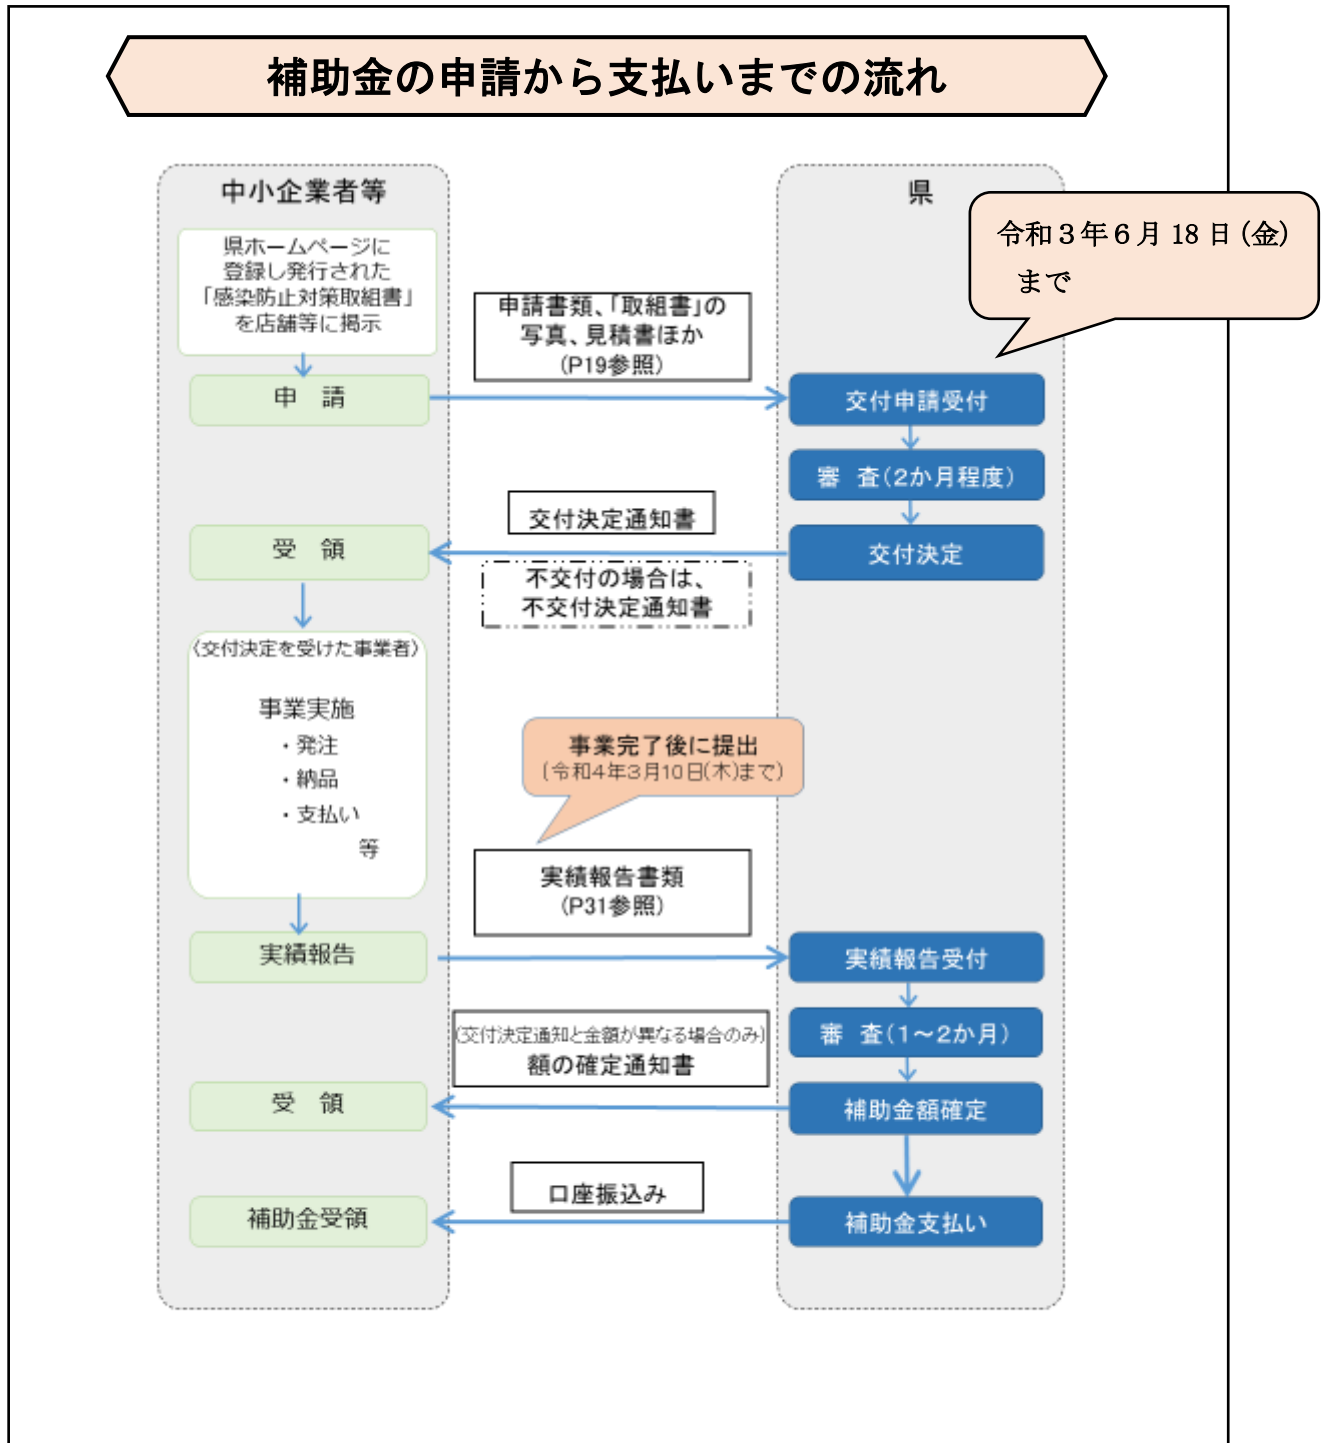 補助金の申請から支払いまでの流れ
中小企業者等
県
令和３年６月 18 日（金）
まで
県ホームページに
登録し発行された
「感染防止対策取組書」
を店舗等に掲示
申請書類、「取組書」の
写真、見積書ほか
(P19参照)
申　請
交付申請受付
審　査(2か月程度)
交付決定通知書
受　領
交付決定
不交付の場合は、
不交付決定通知書
(交付決定を受けた事業者)
事業実施
・発注
・納品
・支払い
等
事業完了後に提出
(令和4年3月10日(木)まで)
実績報告書類
(P31参照)
実績報告
実績報告受付
審　査(1～2か月)
(交付決定通知と金額が異なる場合のみ)
額の確定通知書
受　領
補助金額確定
口座振込み
補助金受領
補助金支払い